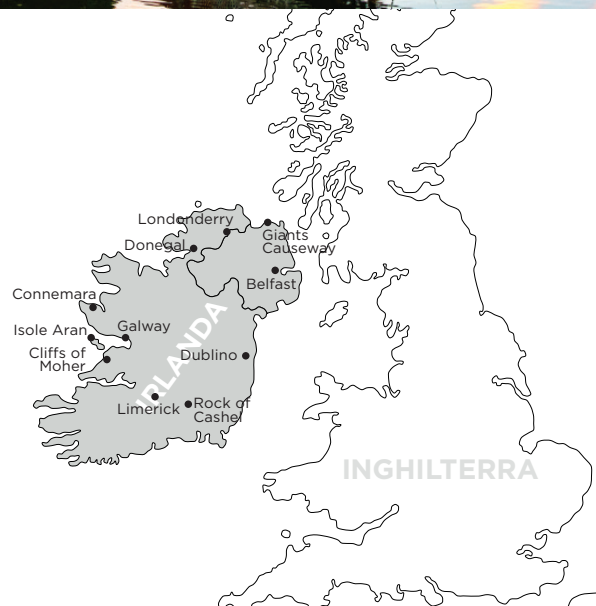 Londonderry
Giants
Causeway
Donegal
Belfast
Connemara
Isole Aran
Galway
Cliffs of
Moher
Dublino
IRLANDA
Limerick
Rock of
Cashel
INGHILTERRA